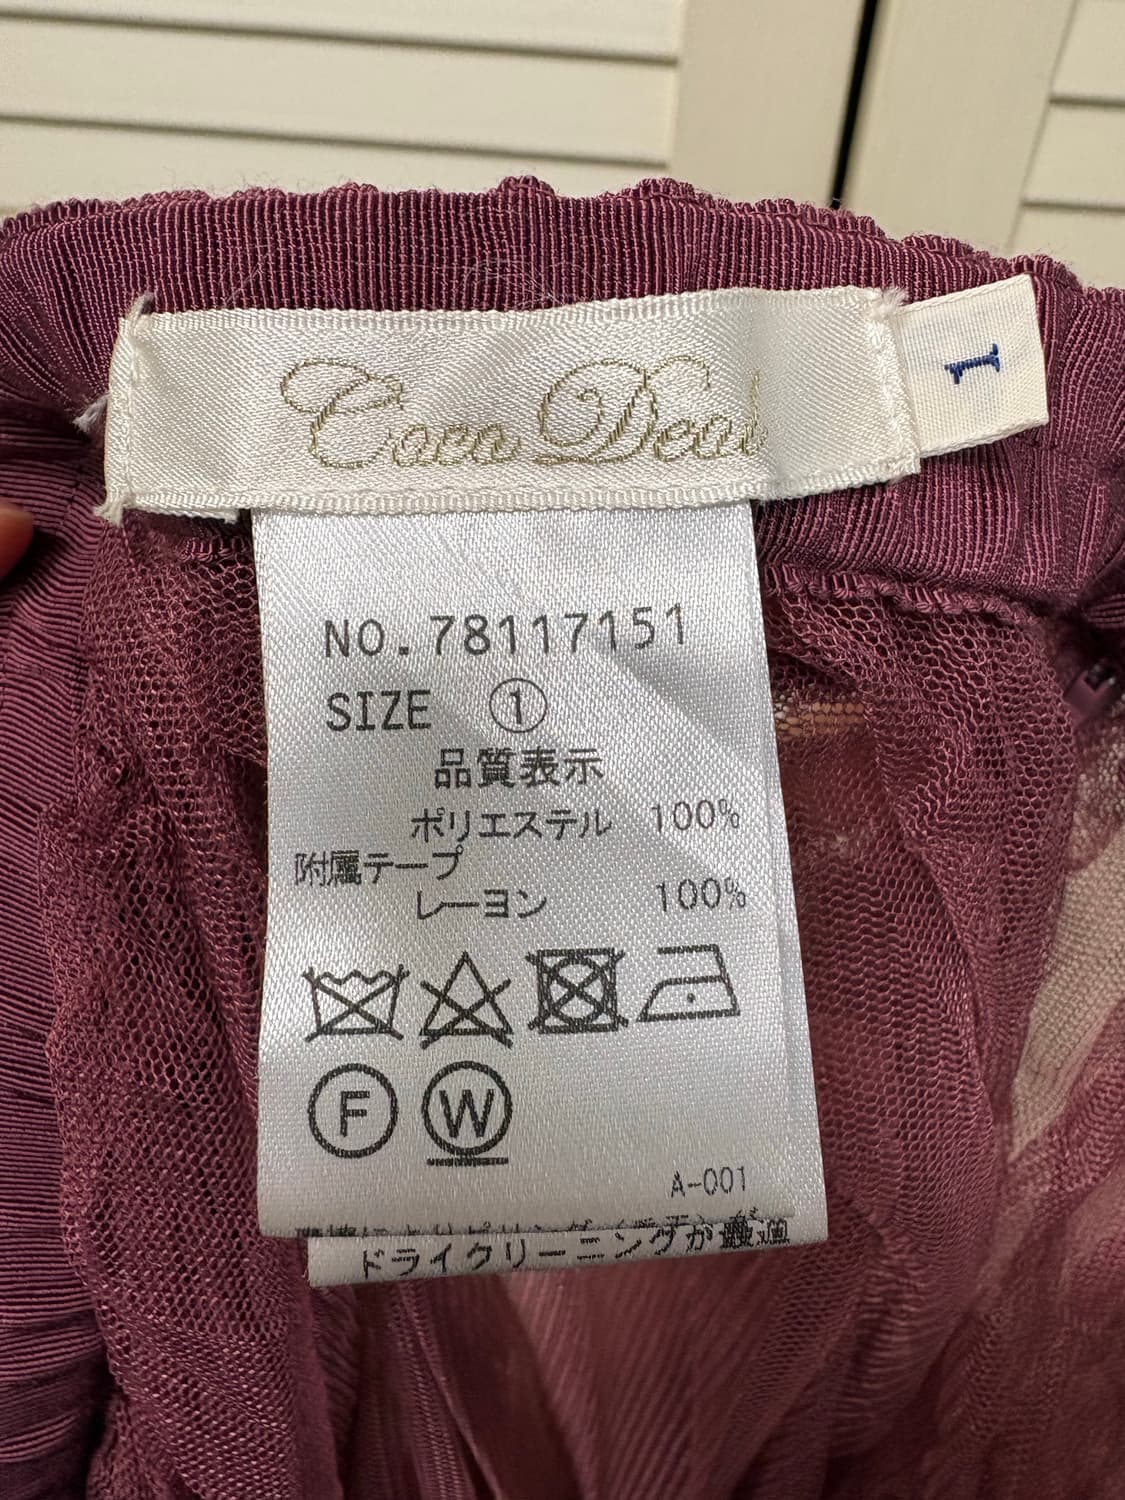 Coco Deal
1
NO.78117151
SIZE ①
品質表示
ポリエステル 100%
附属テープ
レーヨン 100%
F W
A-001
ドライクリーニングが最適